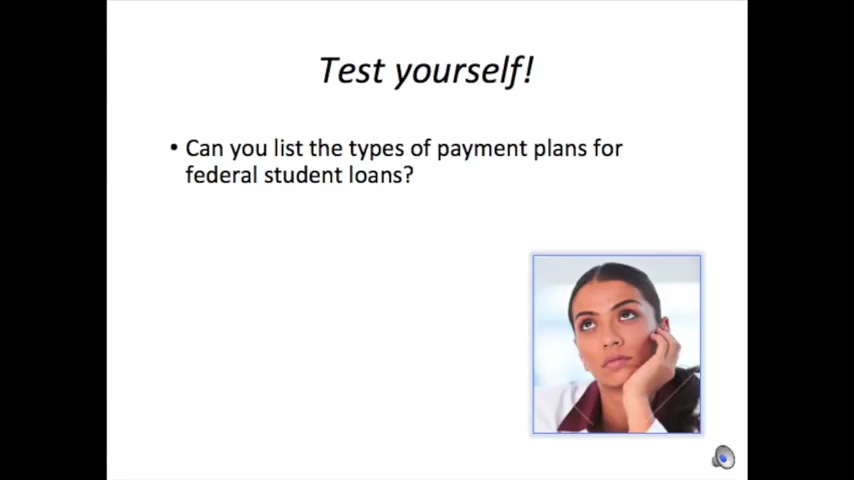 Test yourself!
• Can you list the types of payment plans for
federal student loans?